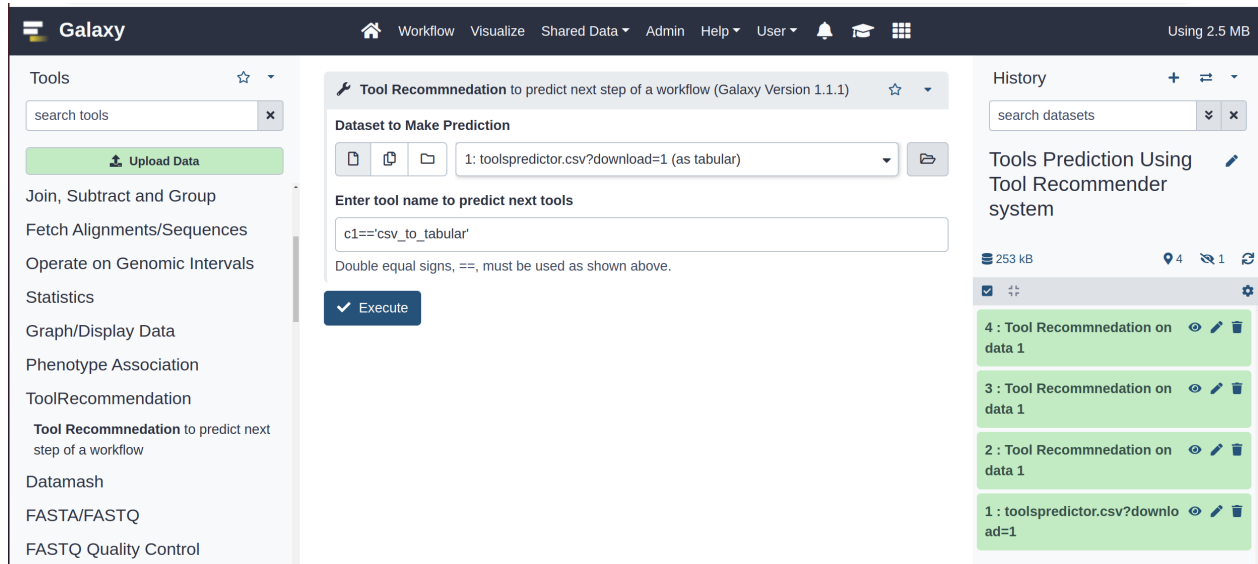 Galaxy
Workflow Visualize Shared Data Admin Help User
Using 2.5 MB
Tools
search tools
Upload Data
Join, Subtract and Group
Fetch Alignments/Sequences
Operate on Genomic Intervals
Statistics
Graph/Display Data
Phenotype Association
ToolRecommendation
Tool Recommnedation to predict next
step of a workflow
Datamash
FASTA/FASTQ
FASTQ Quality Control
Tool Recommnedation to predict next step of a workflow (Galaxy Version 1.1.1)
Dataset to Make Prediction
1: toolspredictor.csv?download=1 (as tabular)
Enter tool name to predict next tools
c1=='csv_to_tabular'
Double equal signs, ==, must be used as shown above.
Execute
History
search datasets
Tools Prediction Using
Tool Recommender
system
253 kB 4 1
4 : Tool Recommnedation on
data 1
3 : Tool Recommnedation on
data 1
2 : Tool Recommnedation on
data 1
1 : toolspredictor.csv?downlo
ad=1